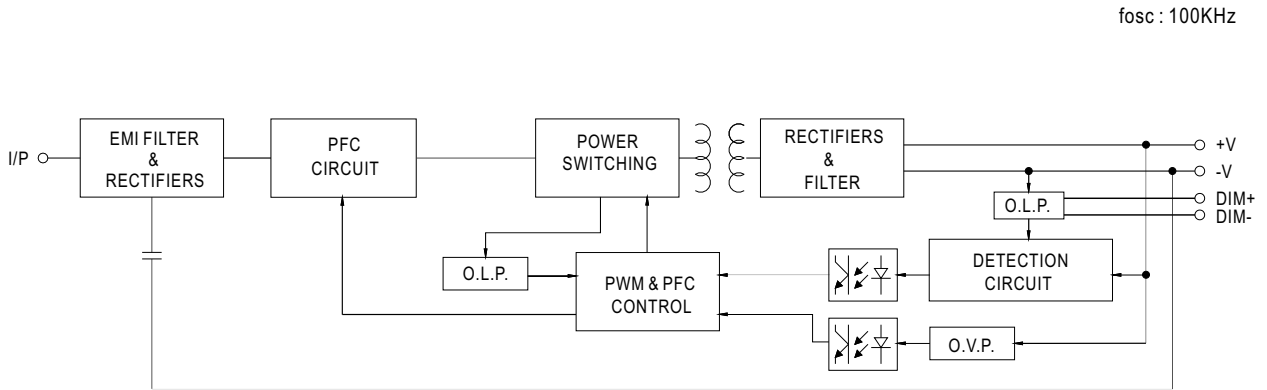 fosc : 100KHz
I/P
EMI FILTER
&
RECTIFIERS
PFC
CIRCUIT
POWER
SWITCHING
RECTIFIERS
&
FILTER
+V
-V
DIM+
DIM-
O.L.P.
O.L.P.
PWM & PFC
CONTROL
DETECTION
CIRCUIT
O.V.P.